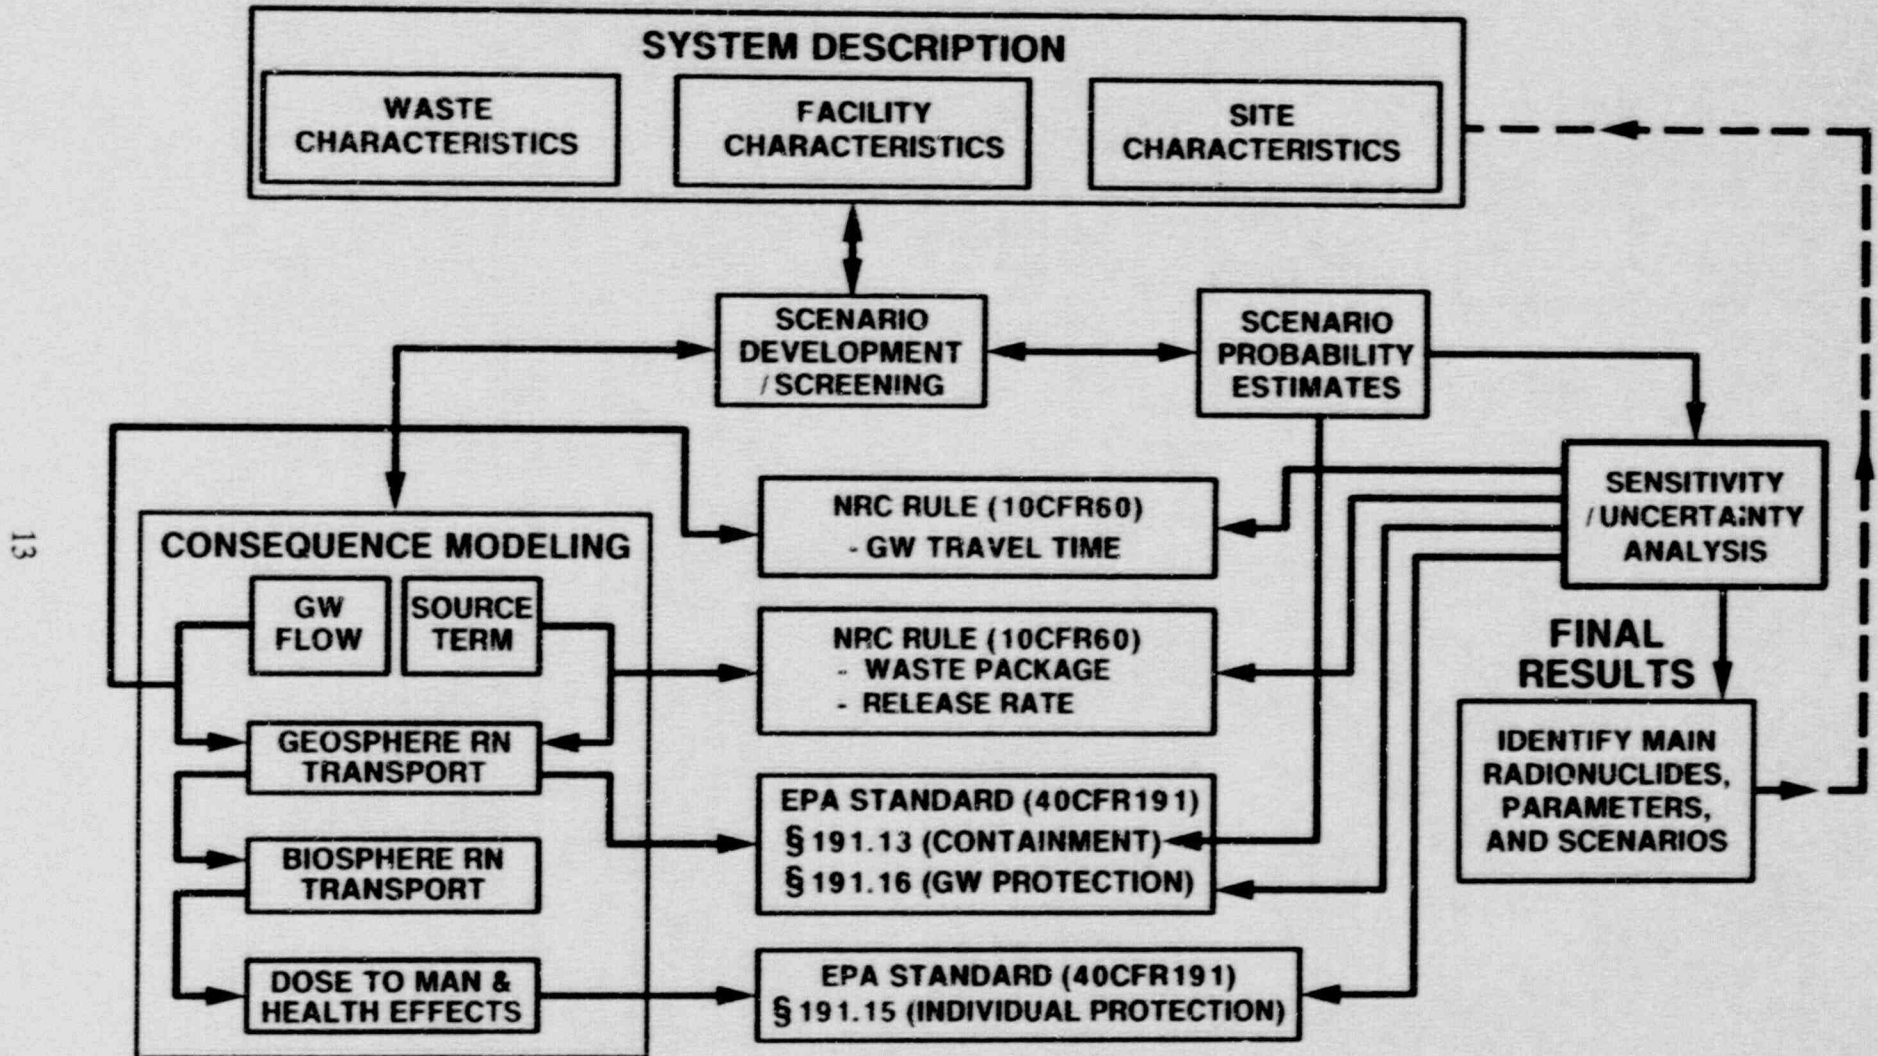 SYSTEM DESCRIPTION
WASTE
CHARACTERISTICS
FACILITY
CHARACTERISTICS
SITE
CHARACTERISTICS
SCENARIO
DEVELOPMENT
/SCREENING
SCENARIO
PROBABILITY
ESTIMATES
SENSITIVITY
/UNCERTAINTY
ANALYSIS
CONSEQUENCE MODELING
GW
FLOW
SOURCE
TERM
GEOSPHERE RN
TRANSPORT
BIOSPHERE RN
TRANSPORT
DOSE TO MAN &
HEALTH EFFECTS
NRC RULE (10CFR60)
- GW TRAVEL TIME
NRC RULE (10CFR60)
- WASTE PACKAGE
- RELEASE RATE
EPA STANDARD (40CFR191)
§ 191.13 (CONTAINMENT)
§ 191.16 (GW PROTECTION)
EPA STANDARD (40CFR191)
§ 191.15 (INDIVIDUAL PROTECTION)
FINAL
RESULTS
IDENTIFY MAIN
RADIONUCLIDES,
PARAMETERS,
AND SCENARIOS
13